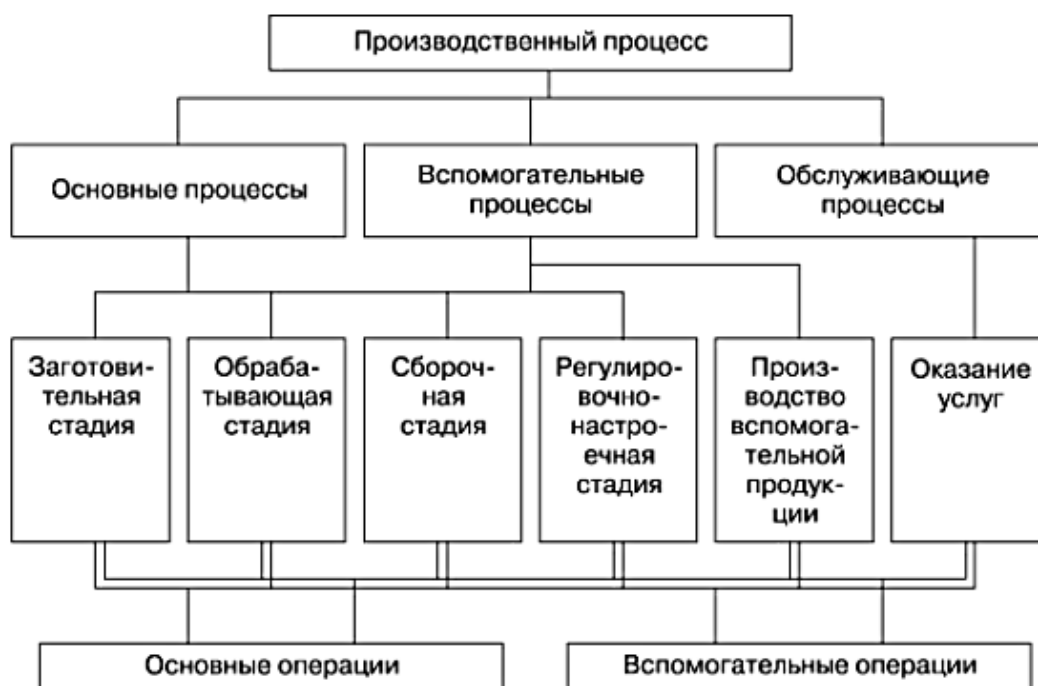 Производственный процесс
Основные процессы
Вспомогательные
процессы
Обслуживающие
процессы
Заготови-
тельная
стадия
Обраба-
тывающая
стадия
Сбороч-
ная
стадия
Регулиро-
вочно-
настро-
ечная
стадия
Произ-
водство
вспомога-
тельной
продук-
ции
Оказание
услуг
Основные операции
Вспомогательные операции